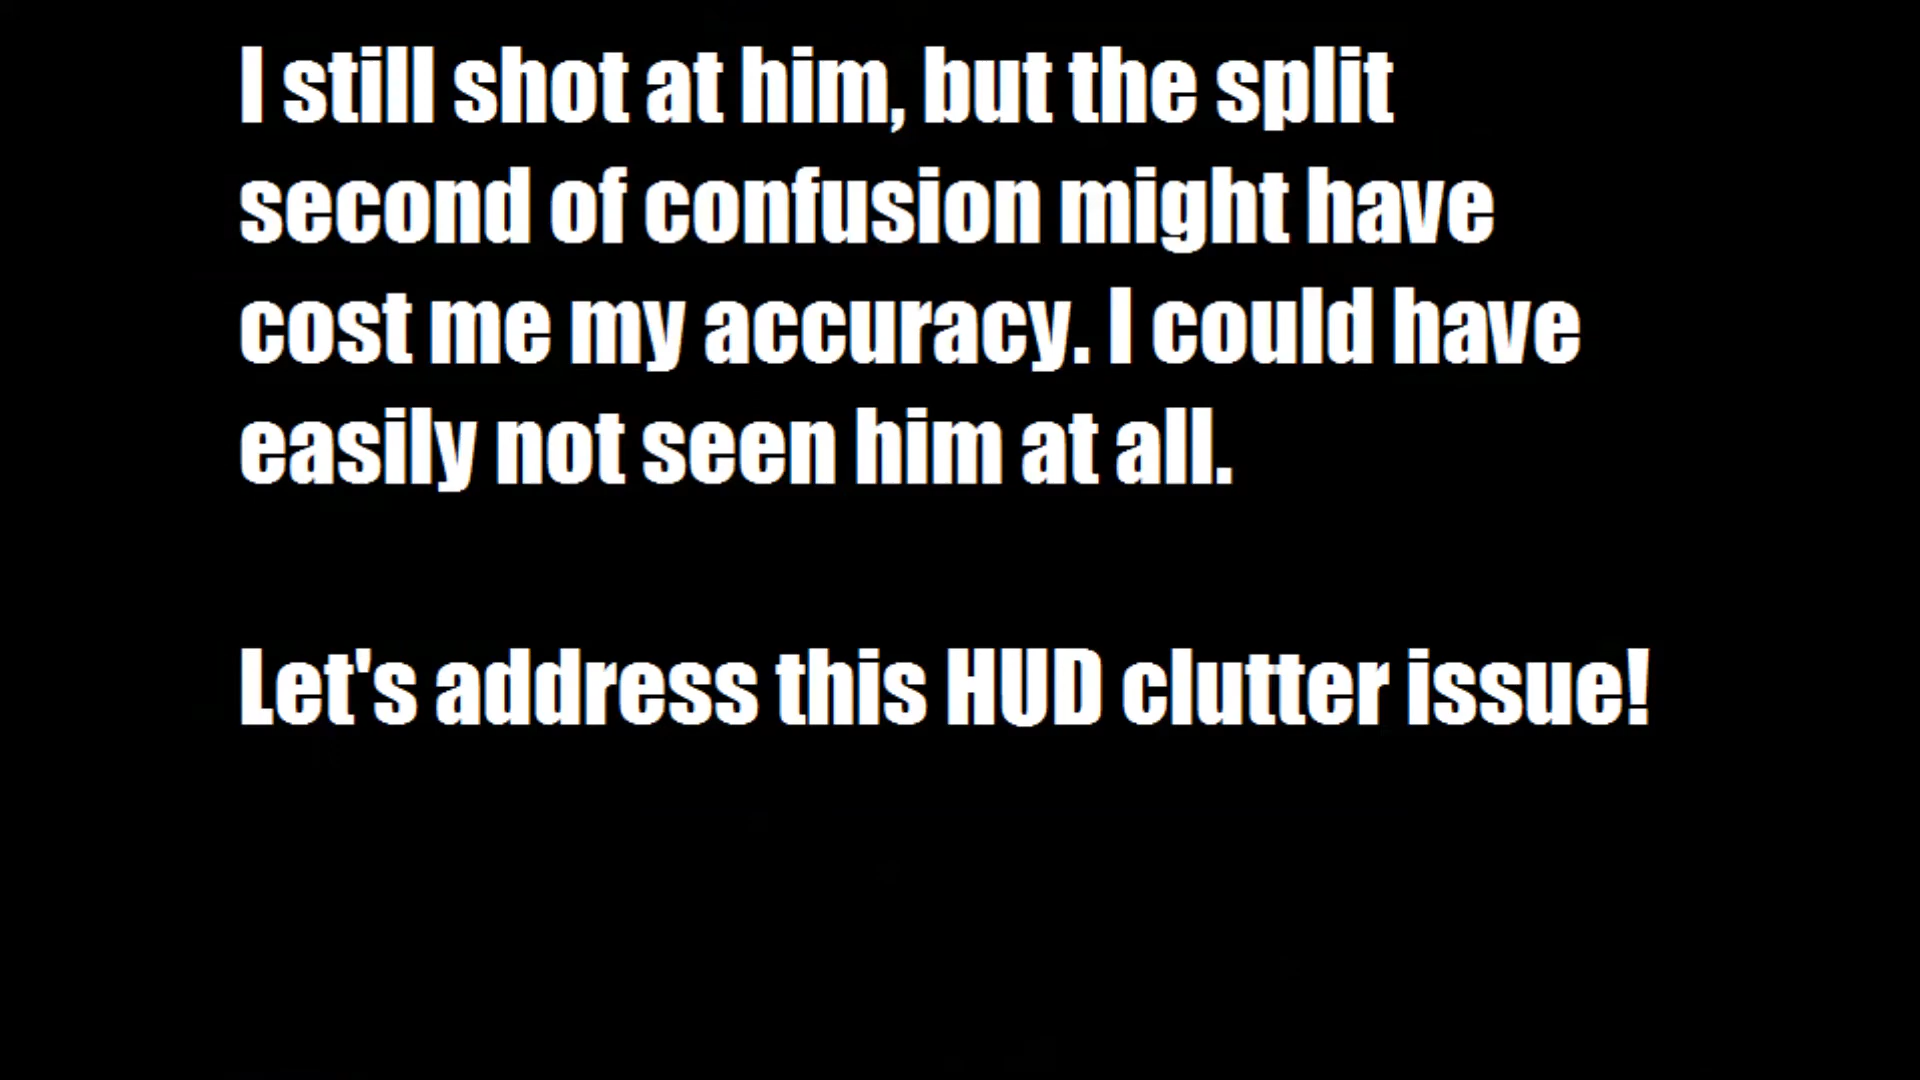 I still shot at him, but the split
second of confusion might have
cost me my accuracy. I could have
easily not seen him at all.
Let's address this HUD clutter issue!